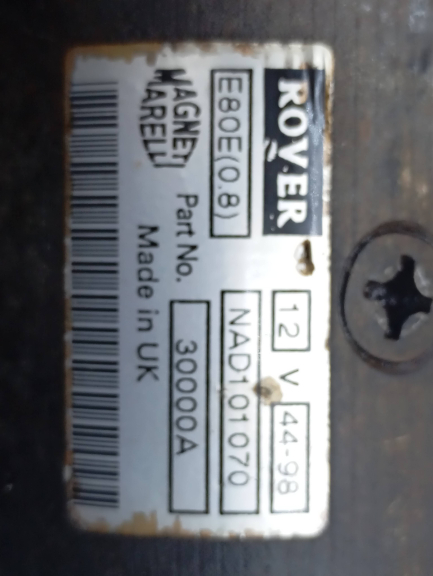 ROVER 12 V 44-98
E80E(0.8) NAD101070
MAGNETI MARELLI Part No. 30000A
Made in UK